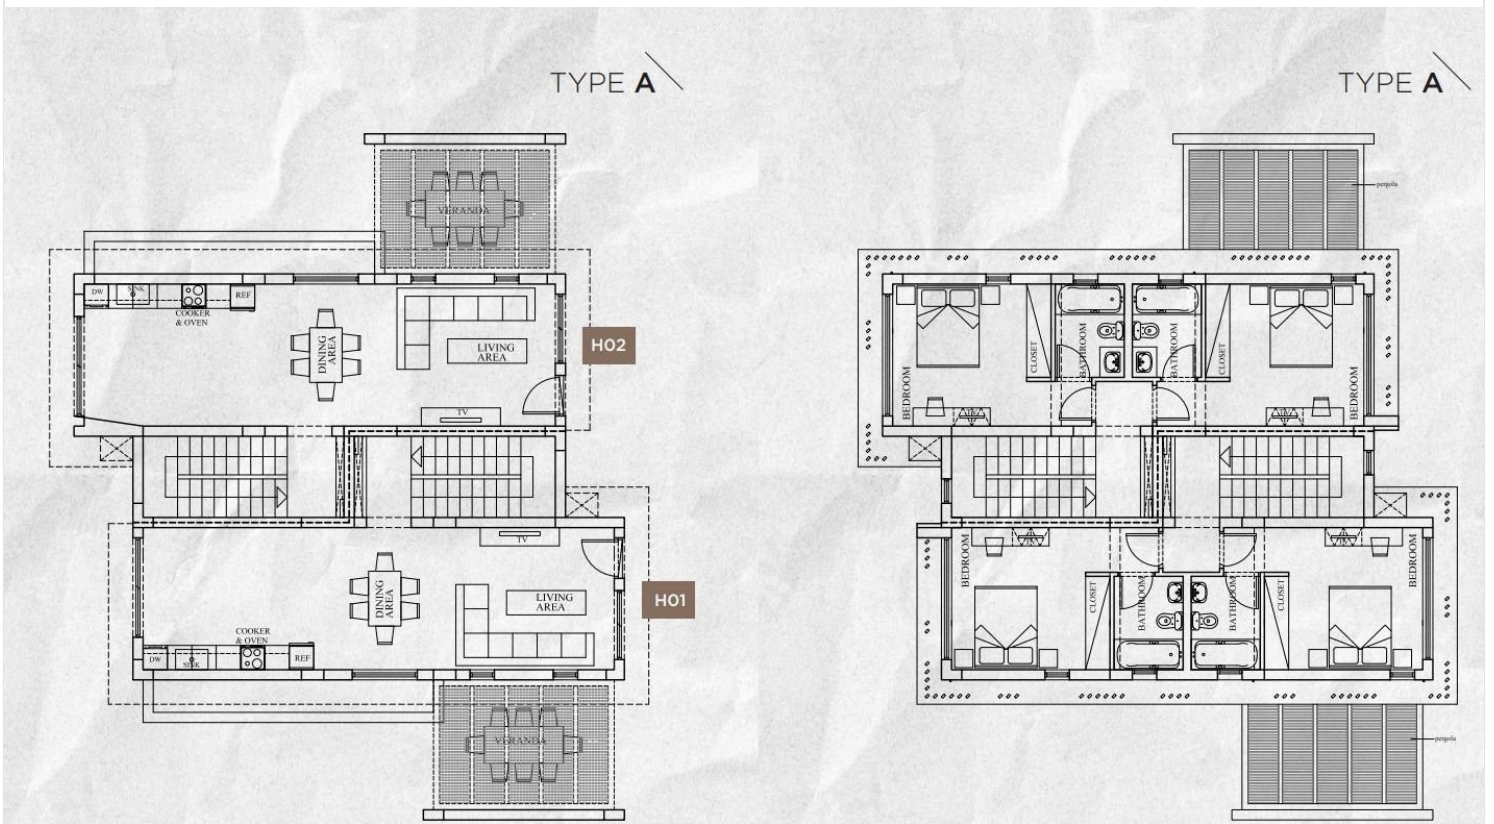 TYPE A
VERANDA
DW
SINK
REF
COOKER
& OVEN
DINING
AREA
LIVING
AREA
TV
H02
TV
DINING
AREA
LIVING
AREA
H01
COOKER
& OVEN
DW
SINK
REF
VERANDA
TYPE A
pergola
BEDROOM
CLOSET
BATHROOM
BATHROOM
CLOSET
BEDROOM
BEDROOM
CLOSET
BATHROOM
BATHROOM
CLOSET
BEDROOM
pergola